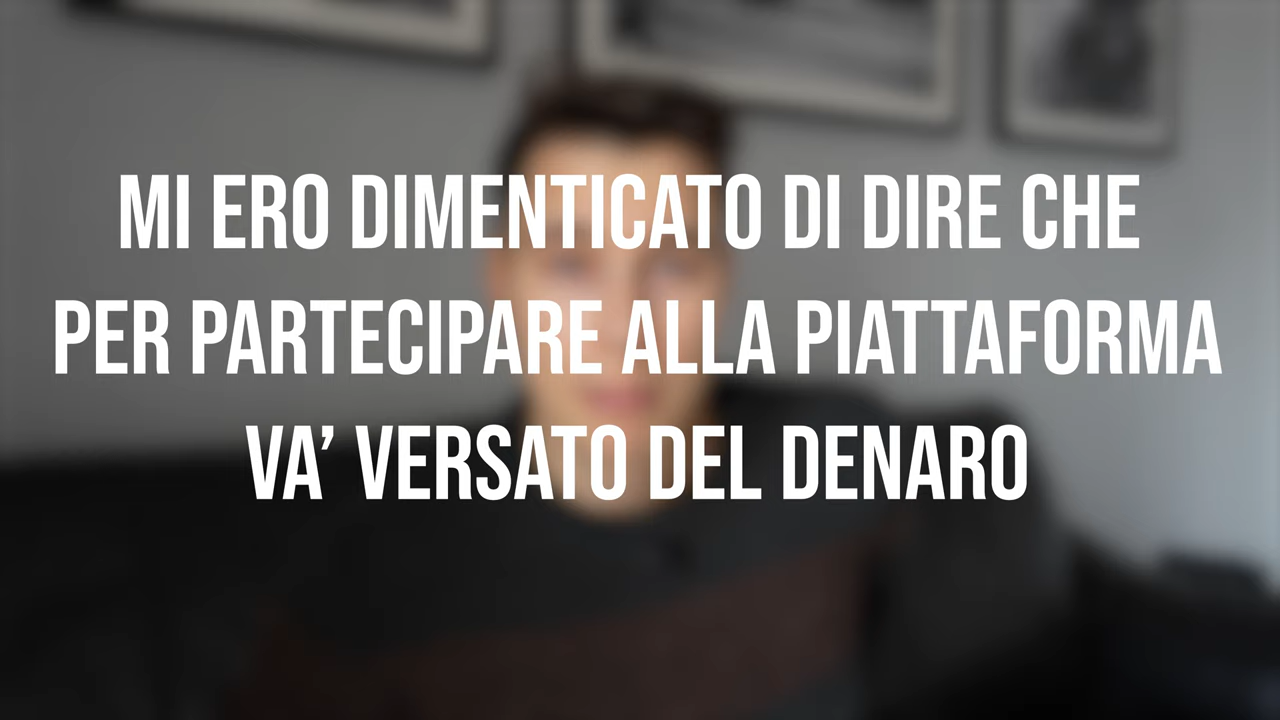 MI ERO DIMENTICATO DI DIRE CHE
PER PARTECIPARE ALLA PIATTAFORMA
VA’ VERSATO DEL DENARO